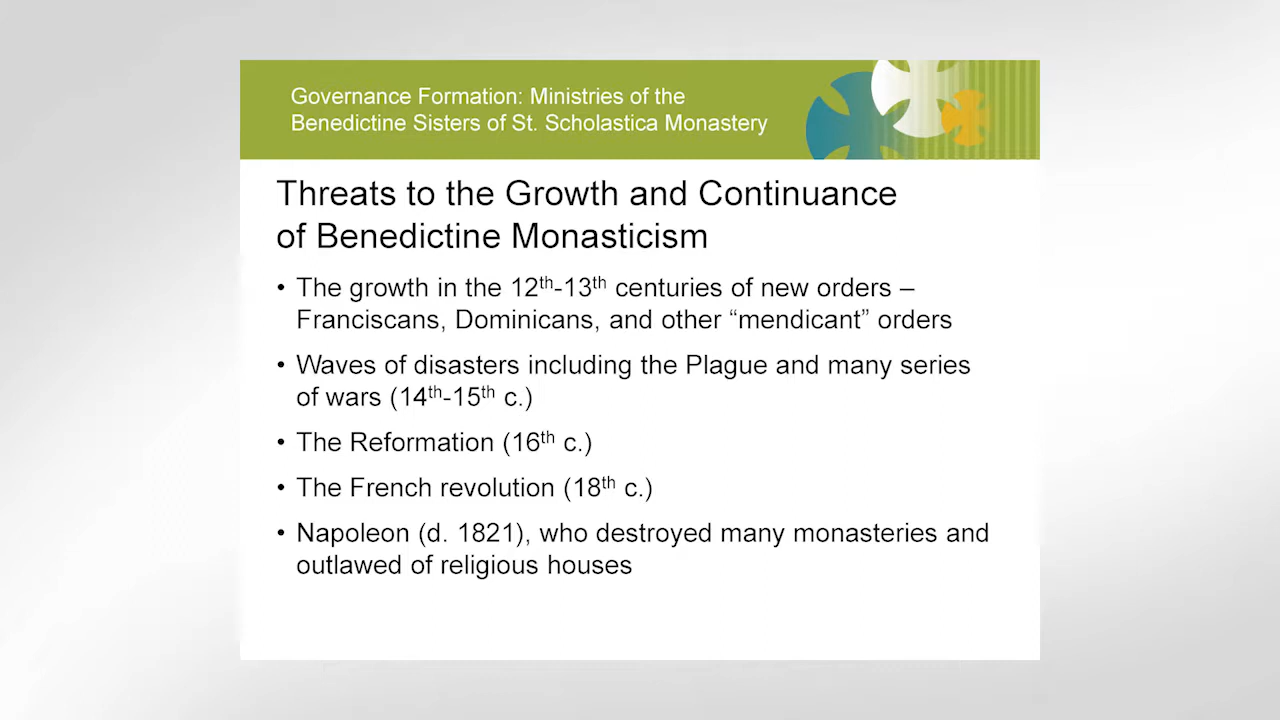 Governance Formation: Ministries of the
Benedictine Sisters of St. Scholastica Monastery
Threats to the Growth and Continuance
of Benedictine Monasticism
• The growth in the 12th-13th centuries of new orders –
Franciscans, Dominicans, and other “mendicant” orders
• Waves of disasters including the Plague and many series
of wars (14th-15th c.)
• The Reformation (16th c.)
• The French revolution (18th c.)
• Napoleon (d. 1821), who destroyed many monasteries and
outlawed of religious houses